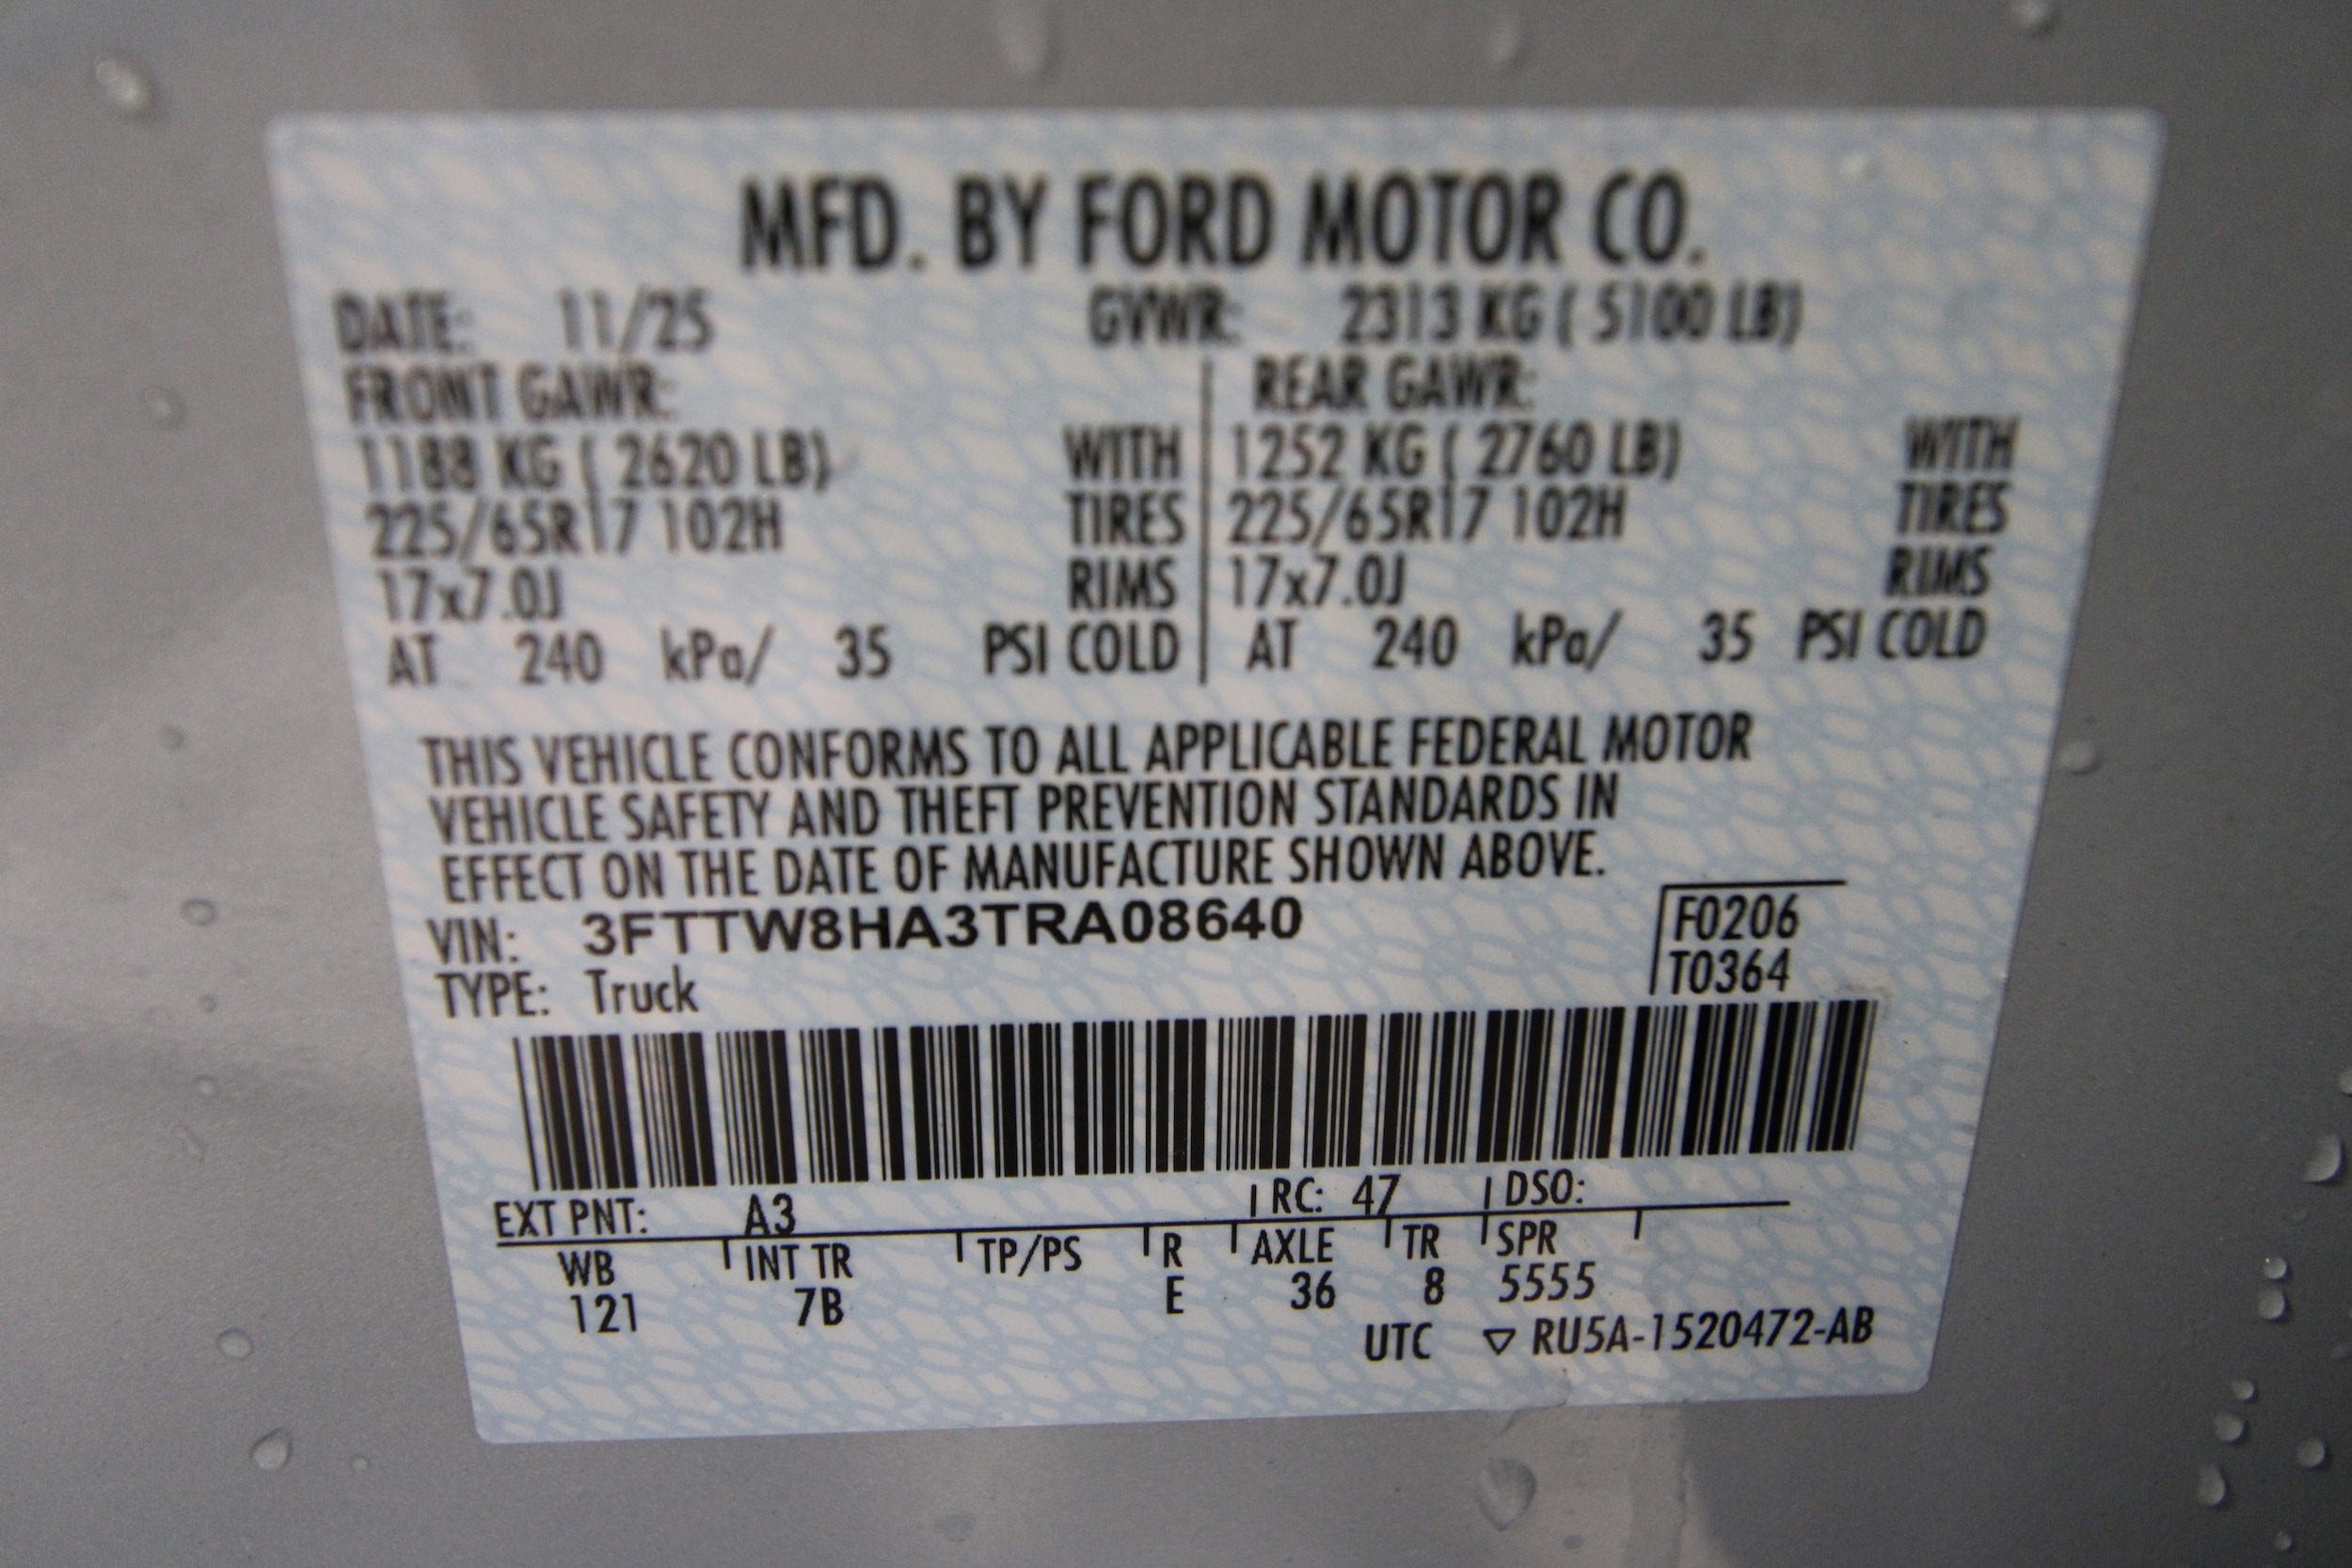 MFD. BY FORD MOTOR CO.
DATE: 11/25 GVWR: 2313 KG ( 5100 LB)
FRONT GAWR: REAR GAWR:
1188 KG ( 2620 LB) WITH 1252 KG ( 2760 LB) WITH
225/65R17 102H TIRES 225/65R17 102H TIRES
17x7.0J RIMS 17x7.0J RIMS
AT 240 kPa/ 35 PSI COLD AT 240 kPa/ 35 PSI COLD
THIS VEHICLE CONFORMS TO ALL APPLICABLE FEDERAL MOTOR
VEHICLE SAFETY AND THEFT PREVENTION STANDARDS IN
EFFECT ON THE DATE OF MANUFACTURE SHOWN ABOVE.
VIN: 3FTTW8HA3TRA08640 F0206
TYPE: Truck T0364
EXT PNT: A3 RC: 47 DSO:
WB INT TR TP/PS R AXLE TR SPR
121 7B E 36 8 5555
UTC ▽ RU5A-1520472-AB